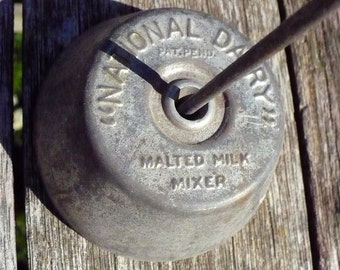 "NATIONAL DAIRY"
PAT. PEND.
MALTED MILK
MIXER